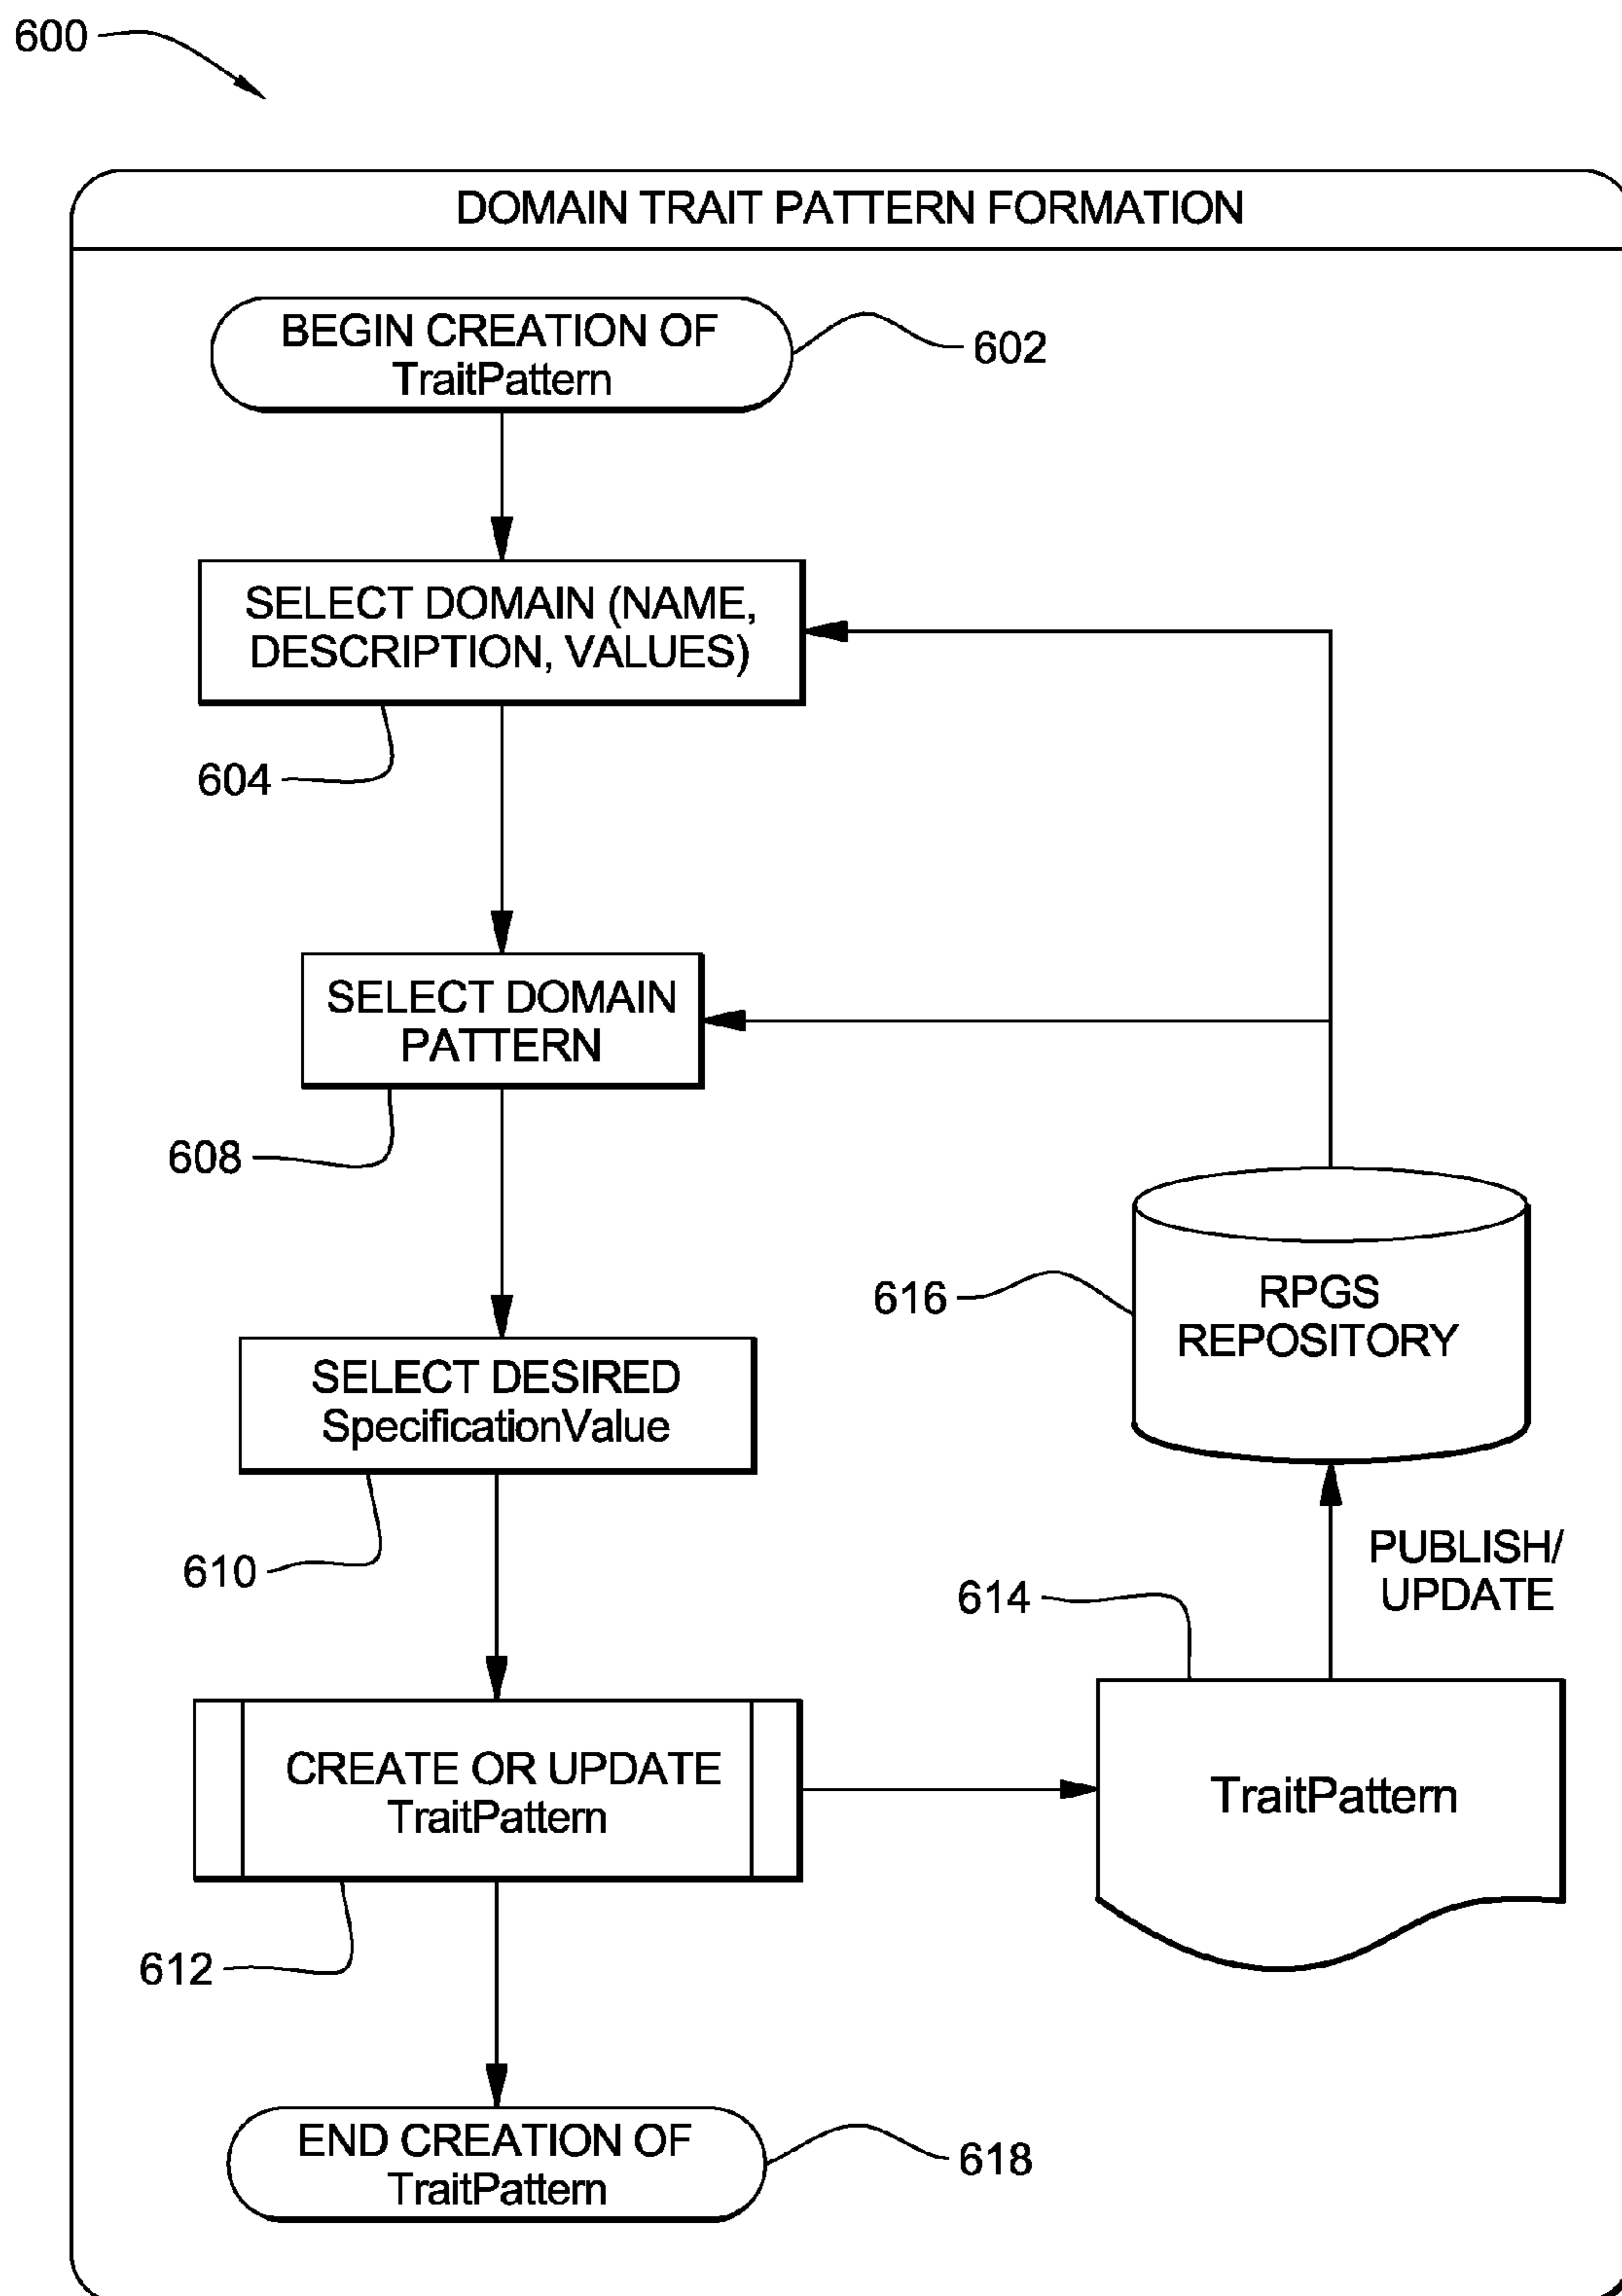 600
DOMAIN TRAIT PATTERN FORMATION
BEGIN CREATION OF
TraitPattern
602
SELECT DOMAIN (NAME,
DESCRIPTION, VALUES)
604
SELECT DOMAIN
PATTERN
608
RPGS
REPOSITORY
616
SELECT DESIRED
SpecificationValue
610
PUBLISH/
UPDATE
614
CREATE OR UPDATE
TraitPattern
TraitPattern
612
END CREATION OF
TraitPattern
618